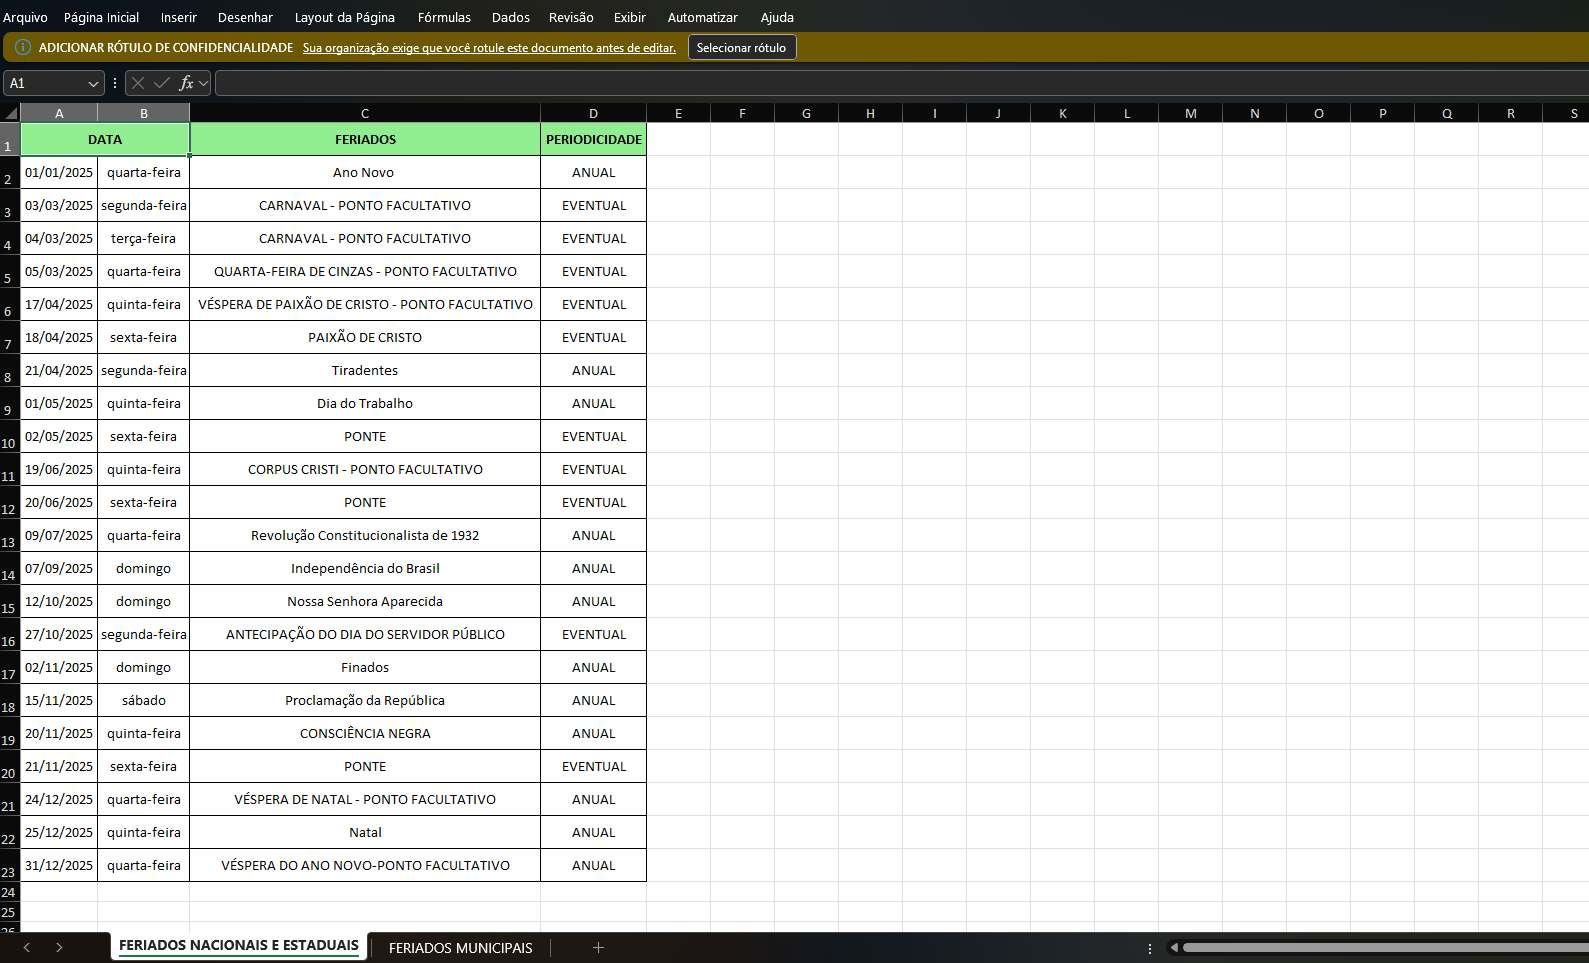 Arquivo Página Inicial Inserir Desenhar Layout da Página Fórmulas Dados Revisão Exibir Automatizar Ajuda
ADICIONAR RÓTULO DE CONFIDENCIALIDADE Sua organização exige que você rotule este documento antes de editar. Selecionar rótulo
A1 fx
A B C D E F G H I J K L M N O P Q R S
1 DATA FERIADOS PERIODICIDADE
2 01/01/2025 quarta-feira Ano Novo ANUAL
3 03/03/2025 segunda-feira CARNAVAL - PONTO FACULTATIVO EVENTUAL
4 04/03/2025 terça-feira CARNAVAL - PONTO FACULTATIVO EVENTUAL
5 05/03/2025 quarta-feira QUARTA-FEIRA DE CINZAS - PONTO FACULTATIVO EVENTUAL
6 17/04/2025 quinta-feira VÉSPERA DE PAIXÃO DE CRISTO - PONTO FACULTATIVO EVENTUAL
7 18/04/2025 sexta-feira PAIXÃO DE CRISTO EVENTUAL
8 21/04/2025 segunda-feira Tiradentes ANUAL
9 01/05/2025 quinta-feira Dia do Trabalho ANUAL
10 02/05/2025 sexta-feira PONTE EVENTUAL
11 19/06/2025 quinta-feira CORPUS CRISTI - PONTO FACULTATIVO EVENTUAL
12 20/06/2025 sexta-feira PONTE EVENTUAL
13 09/07/2025 quarta-feira Revolução Constitucionalista de 1932 ANUAL
14 07/09/2025 domingo Independência do Brasil ANUAL
15 12/10/2025 domingo Nossa Senhora Aparecida ANUAL
16 27/10/2025 segunda-feira ANTECIPAÇÃO DO DIA DO SERVIDOR PÚBLICO EVENTUAL
17 02/11/2025 domingo Finados ANUAL
18 15/11/2025 sábado Proclamação da República ANUAL
19 20/11/2025 quinta-feira CONSCIÊNCIA NEGRA ANUAL
20 21/11/2025 sexta-feira PONTE EVENTUAL
21 24/12/2025 quarta-feira VÉSPERA DE NATAL - PONTO FACULTATIVO ANUAL
22 25/12/2025 quinta-feira Natal ANUAL
23 31/12/2025 quarta-feira VÉSPERA DO ANO NOVO-PONTO FACULTATIVO ANUAL
24
25
26
FERIADOS NACIONAIS E ESTADUAIS FERIADOS MUNICIPAIS